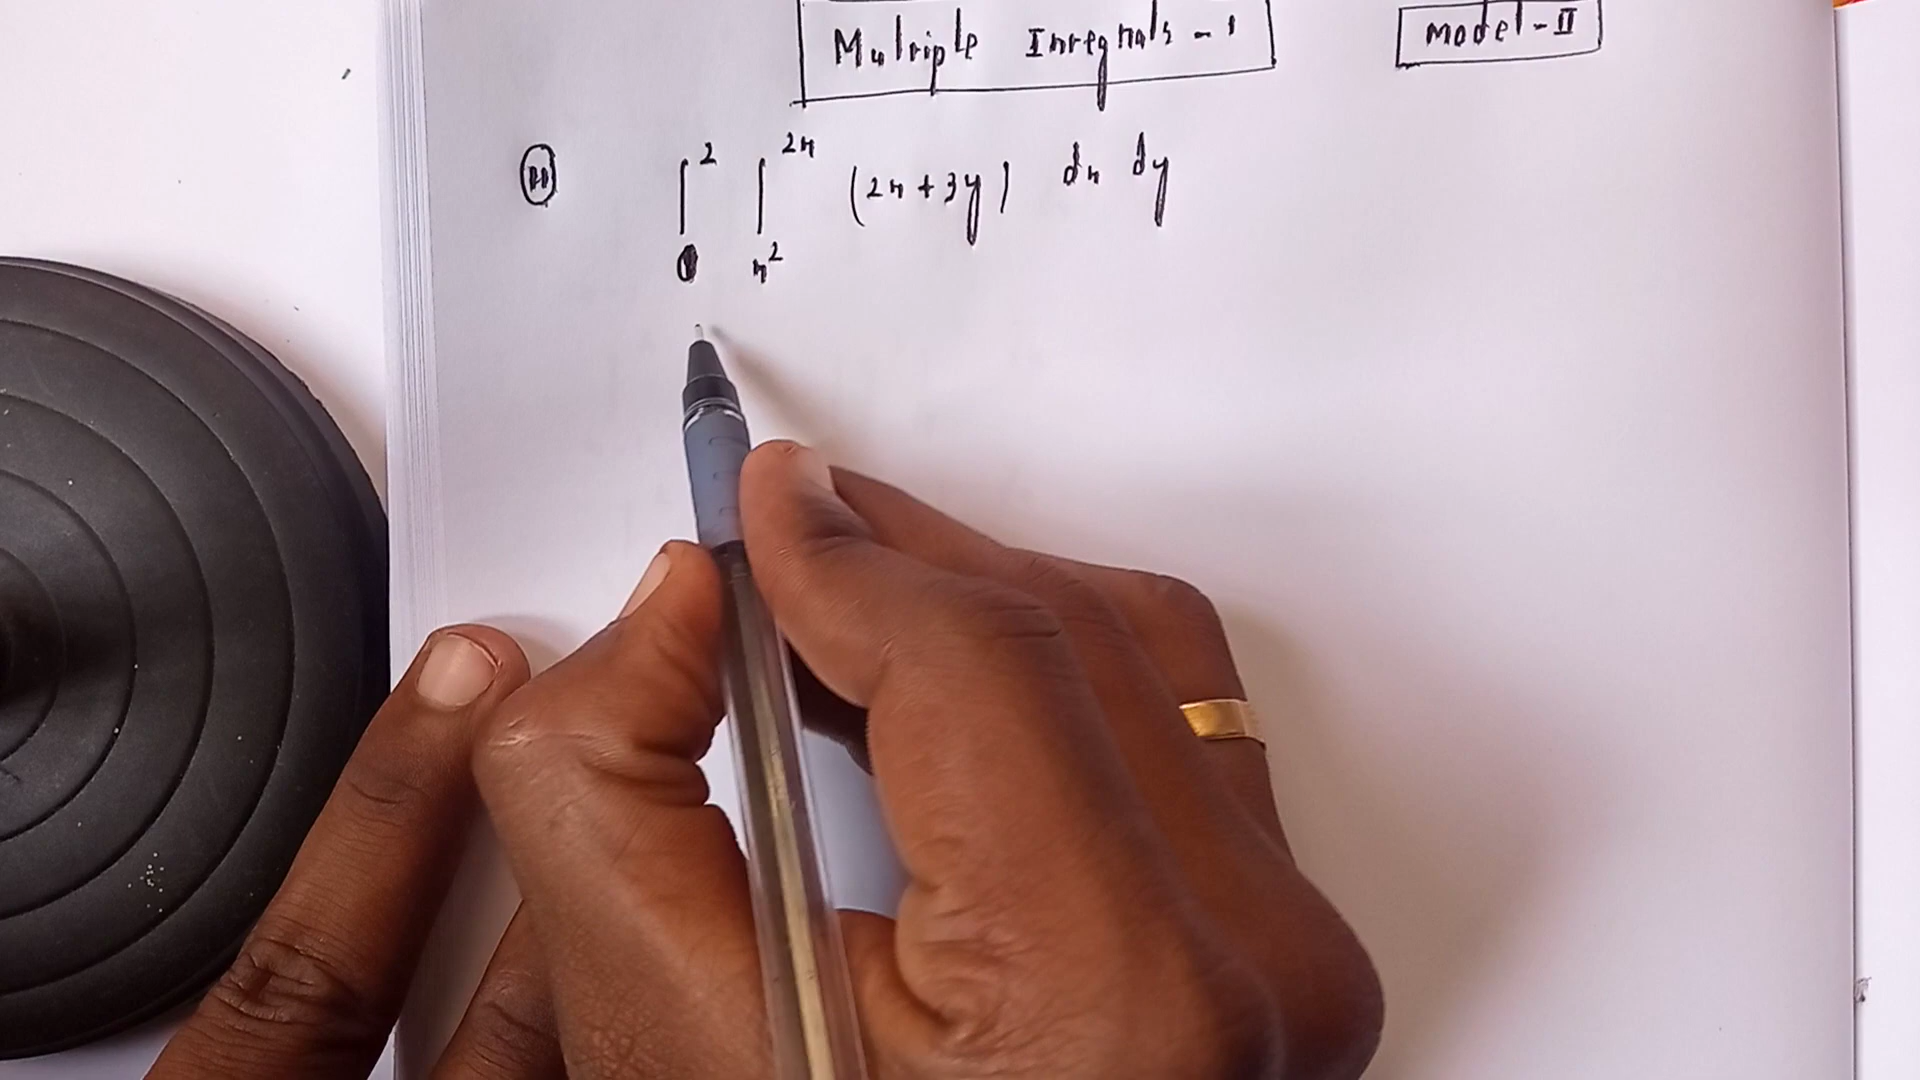 Multiple Integrals - 1
Model - II
∫₀² ∫ₓ²^2x (2x + 3y) dx dy